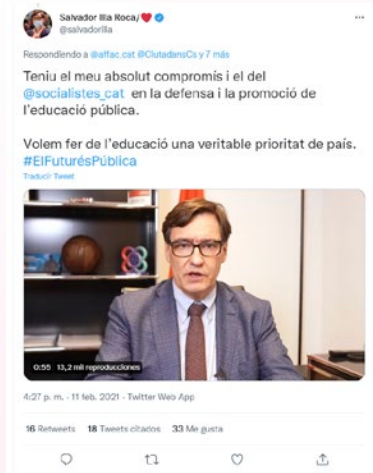 Salvador Illa Roca/
@salvadorilla
Respondiendo a @affac_cat @CiutadansCs y 7 más
Teniu el meu absolut compromís i el del
@socialistes_cat en la defensa i la promoció de
l'educació pública.
Volem fer de l'educació una veritable prioritat de país.
#ElFuturésPública
Traducir Tweet
0:55 13,2 mil reproducciones
4:27 p. m. · 11 feb. 2021 · Twitter Web App
16 Retweets 18 Tweets citados 33 Me gusta